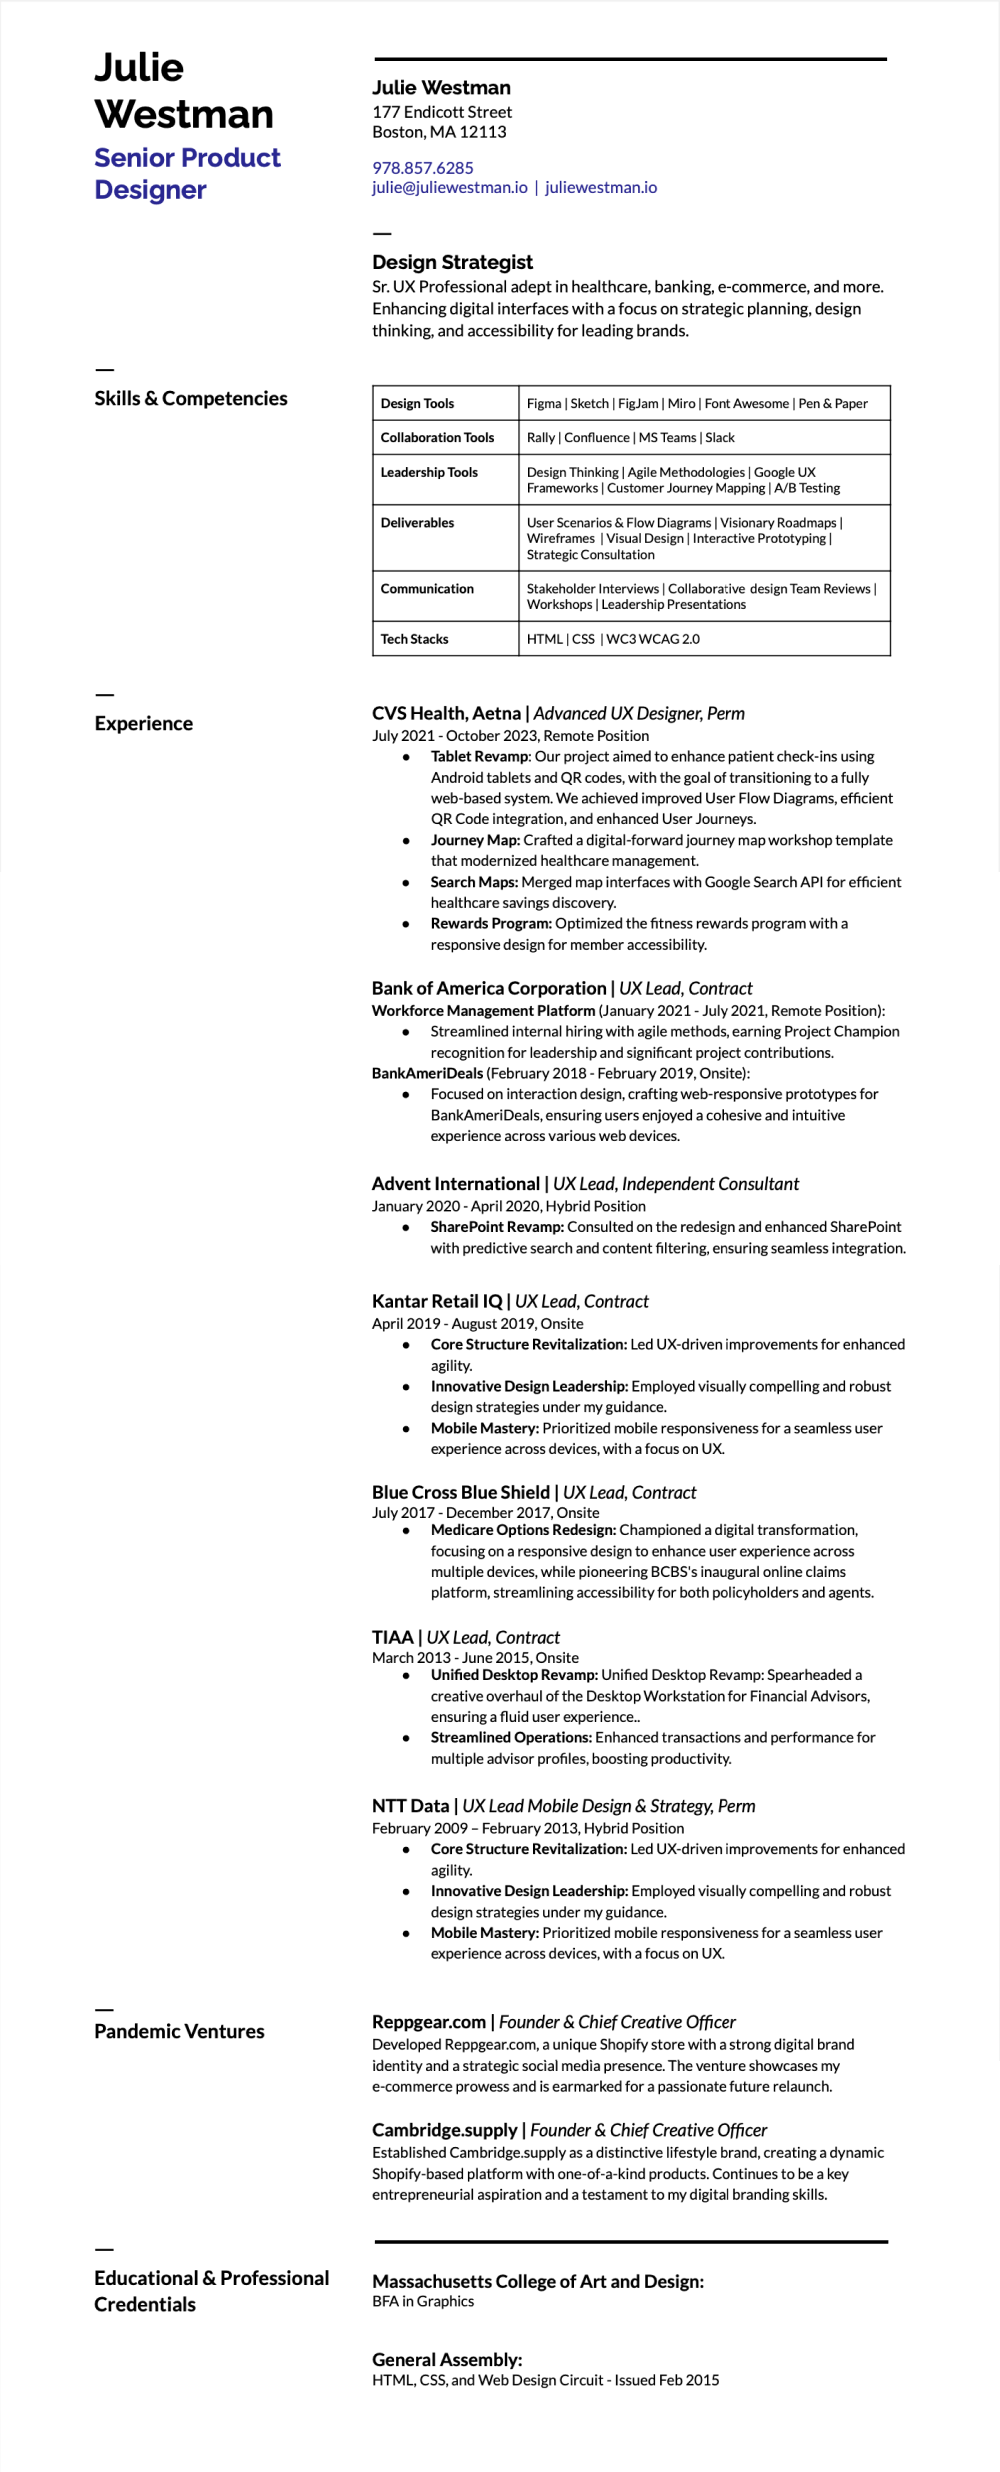 Julie
Westman
Senior Product
Designer
Julie Westman
177 Endicott Street
Boston, MA 12113
978.857.6285
julie@juliewestman.io | juliewestman.io
—
Design Strategist
Sr. UX Professional adept in healthcare, banking, e-commerce, and more.
Enhancing digital interfaces with a focus on strategic planning, design
thinking, and accessibility for leading brands.
—
Skills & Competencies
Design Tools
Figma | Sketch | FigJam | Miro | Font Awesome | Pen & Paper
Collaboration Tools
Rally | Confluence | MS Teams | Slack
Leadership Tools
Design Thinking | Agile Methodologies | Google UX
Frameworks | Customer Journey Mapping | A/B Testing
Deliverables
User Scenarios & Flow Diagrams | Visionary Roadmaps |
Wireframes | Visual Design | Interactive Prototyping |
Strategic Consultation
Communication
Stakeholder Interviews | Collaborative design Team Reviews |
Workshops | Leadership Presentations
Tech Stacks
HTML | CSS | WC3 WCAG 2.0
—
Experience
CVS Health, Aetna | Advanced UX Designer, Perm
July 2021 - October 2023, Remote Position
● Tablet Revamp: Our project aimed to enhance patient check-ins using
Android tablets and QR codes, with the goal of transitioning to a fully
web-based system. We achieved improved User Flow Diagrams, efficient
QR Code integration, and enhanced User Journeys.
● Journey Map: Crafted a digital-forward journey map workshop template
that modernized healthcare management.
● Search Maps: Merged map interfaces with Google Search API for efficient
healthcare savings discovery.
● Rewards Program: Optimized the fitness rewards program with a
responsive design for member accessibility.
Bank of America Corporation | UX Lead, Contract
Workforce Management Platform (January 2021 - July 2021, Remote Position):
● Streamlined internal hiring with agile methods, earning Project Champion
recognition for leadership and significant project contributions.
BankAmeriDeals (February 2018 - February 2019, Onsite):
● Focused on interaction design, crafting web-responsive prototypes for
BankAmeriDeals, ensuring users enjoyed a cohesive and intuitive
experience across various web devices.
Advent International | UX Lead, Independent Consultant
January 2020 - April 2020, Hybrid Position
● SharePoint Revamp: Consulted on the redesign and enhanced SharePoint
with predictive search and content filtering, ensuring seamless integration.
Kantar Retail IQ | UX Lead, Contract
April 2019 - August 2019, Onsite
● Core Structure Revitalization: Led UX-driven improvements for enhanced
agility.
● Innovative Design Leadership: Employed visually compelling and robust
design strategies under my guidance.
● Mobile Mastery: Prioritized mobile responsiveness for a seamless user
experience across devices, with a focus on UX.
Blue Cross Blue Shield | UX Lead, Contract
July 2017 - December 2017, Onsite
● Medicare Options Redesign: Championed a digital transformation,
focusing on a responsive design to enhance user experience across
multiple devices, while pioneering BCBS's inaugural online claims
platform, streamlining accessibility for both policyholders and agents.
TIAA | UX Lead, Contract
March 2013 - June 2015, Onsite
● Unified Desktop Revamp: Unified Desktop Revamp: Spearheaded a
creative overhaul of the Desktop Workstation for Financial Advisors,
ensuring a fluid user experience..
● Streamlined Operations: Enhanced transactions and performance for
multiple advisor profiles, boosting productivity.
NTT Data | UX Lead Mobile Design & Strategy, Perm
February 2009 – February 2013, Hybrid Position
● Core Structure Revitalization: Led UX-driven improvements for enhanced
agility.
● Innovative Design Leadership: Employed visually compelling and robust
design strategies under my guidance.
● Mobile Mastery: Prioritized mobile responsiveness for a seamless user
experience across devices, with a focus on UX.
—
Pandemic Ventures
Reppgear.com | Founder & Chief Creative Officer
Developed Reppgear.com, a unique Shopify store with a strong digital brand
identity and a strategic social media presence. The venture showcases my
e-commerce prowess and is earmarked for a passionate future relaunch.
Cambridge.supply | Founder & Chief Creative Officer
Established Cambridge.supply as a distinctive lifestyle brand, creating a dynamic
Shopify-based platform with one-of-a-kind products. Continues to be a key
entrepreneurial aspiration and a testament to my digital branding skills.
—
Educational & Professional
Credentials
Massachusetts College of Art and Design:
BFA in Graphics
General Assembly:
HTML, CSS, and Web Design Circuit - Issued Feb 2015